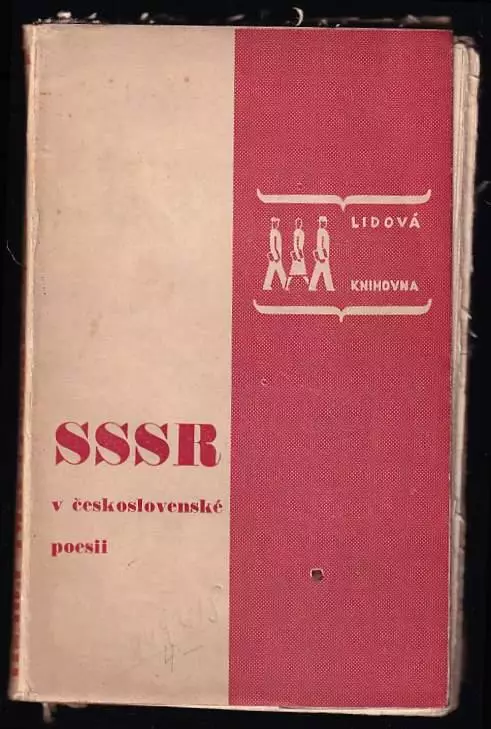 LIDOVÁ
KNIHOVNA
SSSR
v československé
poesii